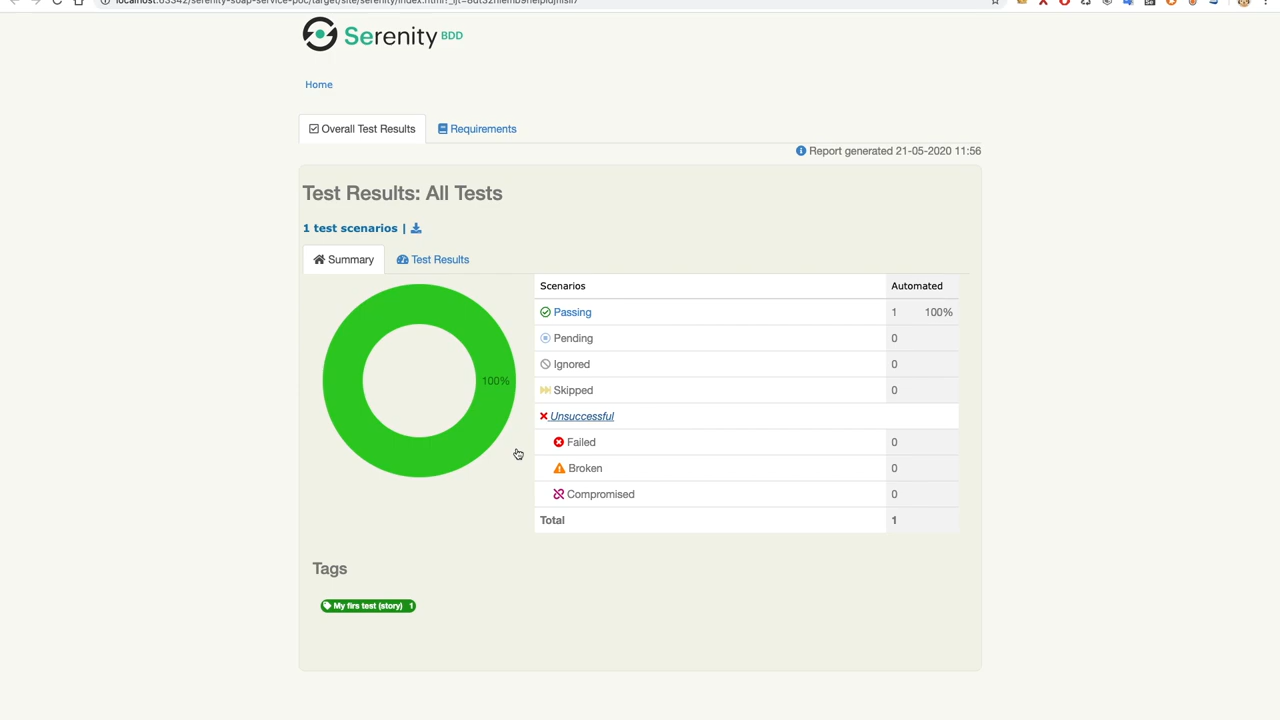 Serenity BDD
Home
Overall Test Results
Requirements
Report generated 21-05-2020 11:56
Test Results: All Tests
1 test scenarios |
Summary
Test Results
Scenarios Automated
Passing 1 100%
Pending 0
Ignored 0
Skipped 0
Unsuccessful
Failed 0
Broken 0
Compromised 0
Total 1
100%
Tags
My firs test (story) 1